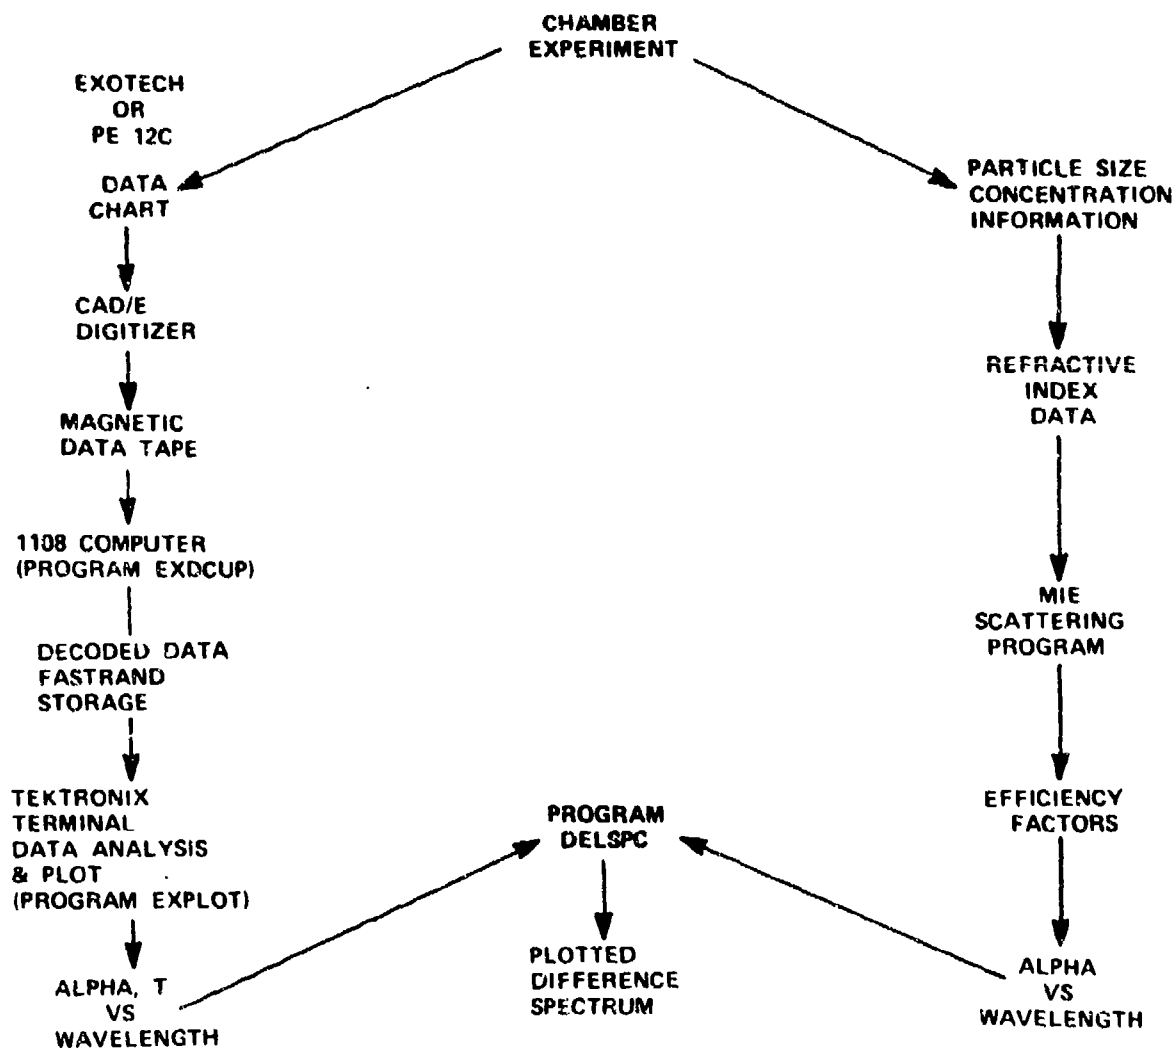 CHAMBER
EXPERIMENT
EXOTECH
OR
PE 12C
DATA
CHART
CAD/E
DIGITIZER
MAGNETIC
DATA TAPE
1108 COMPUTER
(PROGRAM EXDCUP)
DECODED DATA
FASTRAND
STORAGE
TEKTRONIX
TERMINAL
DATA ANALYSIS
& PLOT
(PROGRAM EXPLOT)
ALPHA, T
VS
WAVELENGTH
PROGRAM
DELSPC
PLOTTED
DIFFERENCE
SPECTRUM
PARTICLE SIZE
CONCENTRATION
INFORMATION
REFRACTIVE
INDEX
DATA
MIE
SCATTERING
PROGRAM
EFFICIENCY
FACTORS
ALPHA
VS
WAVELENGTH